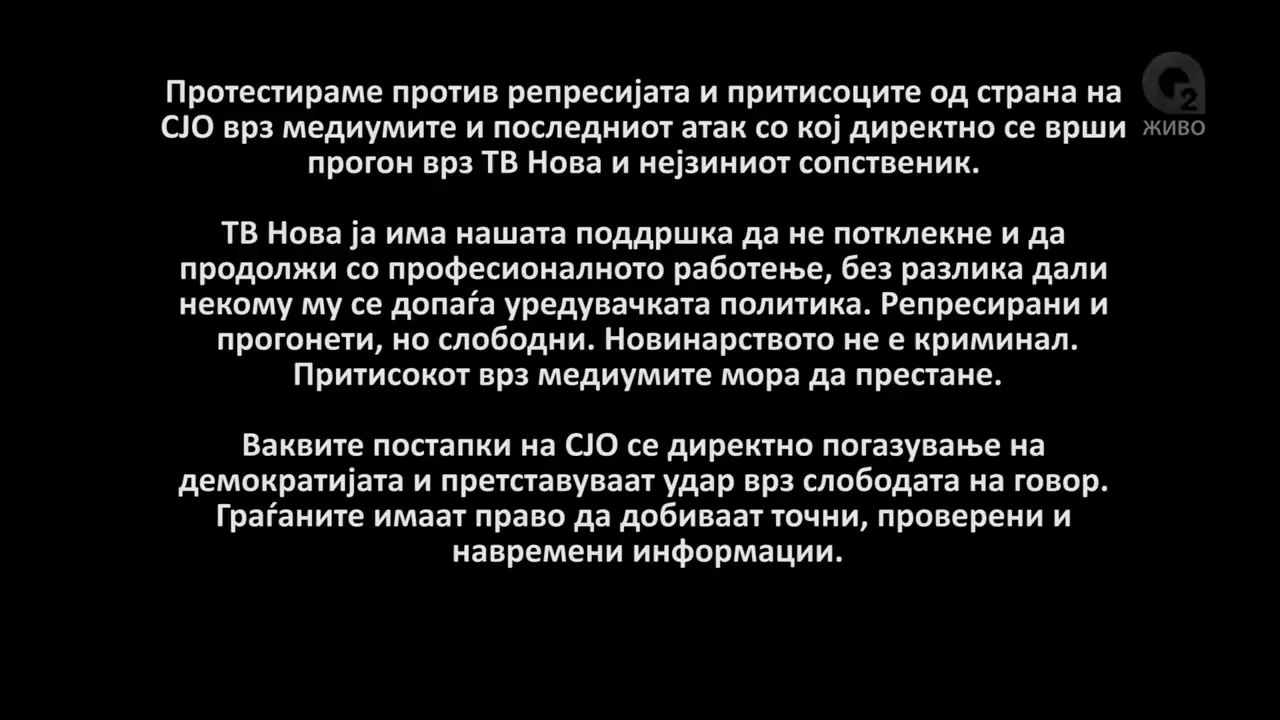 Протестираме против репресијата и притисоците од страна на
СЈО врз медиумите и последниот атак со кој директно се врши
прогон врз ТВ Нова и нејзиниот сопственик.
ТВ Нова ја има нашата поддршка да не потклекне и да
продолжи со професионалното работење, без разлика дали
некому му се допаѓа уредувачката политика. Репресирани и
прогонети, но слободни. Новинарството не е криминал.
Притисокот врз медиумите мора да престане.
Ваквите постапки на СЈО се директно погазување на
демократијата и претставуваат удар врз слободата на говор.
Граѓаните имаат право да добиваат точни, проверени и
навремени информации.
2
ЖИВО